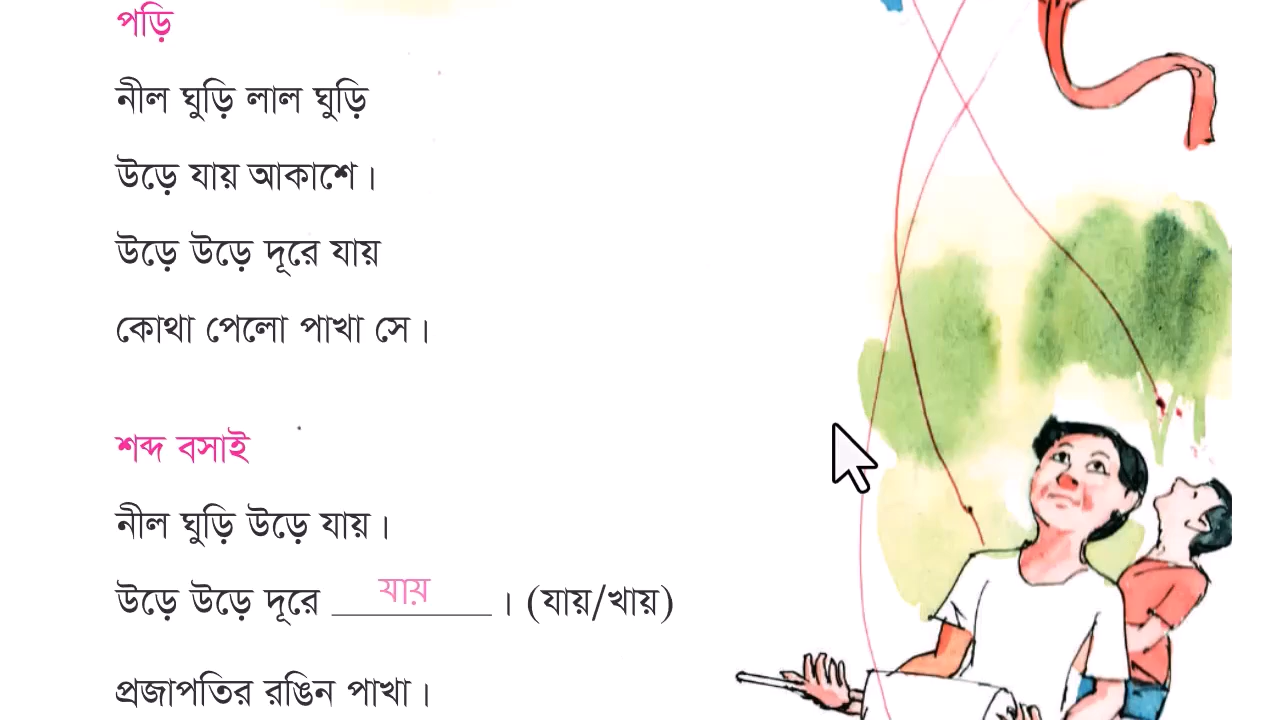 পড়ি
নীল ঘুড়ি লাল ঘুড়ি
উড়ে যায় আকাশে।
উড়ে উড়ে দূরে যায়
কোথা পেলো পাখা সে।
শব্দ বসাই
নীল ঘুড়ি উড়ে যায়।
উড়ে উড়ে দূরে যায়। (যায়/খায়)
প্রজাপতির রঙিন পাখা।